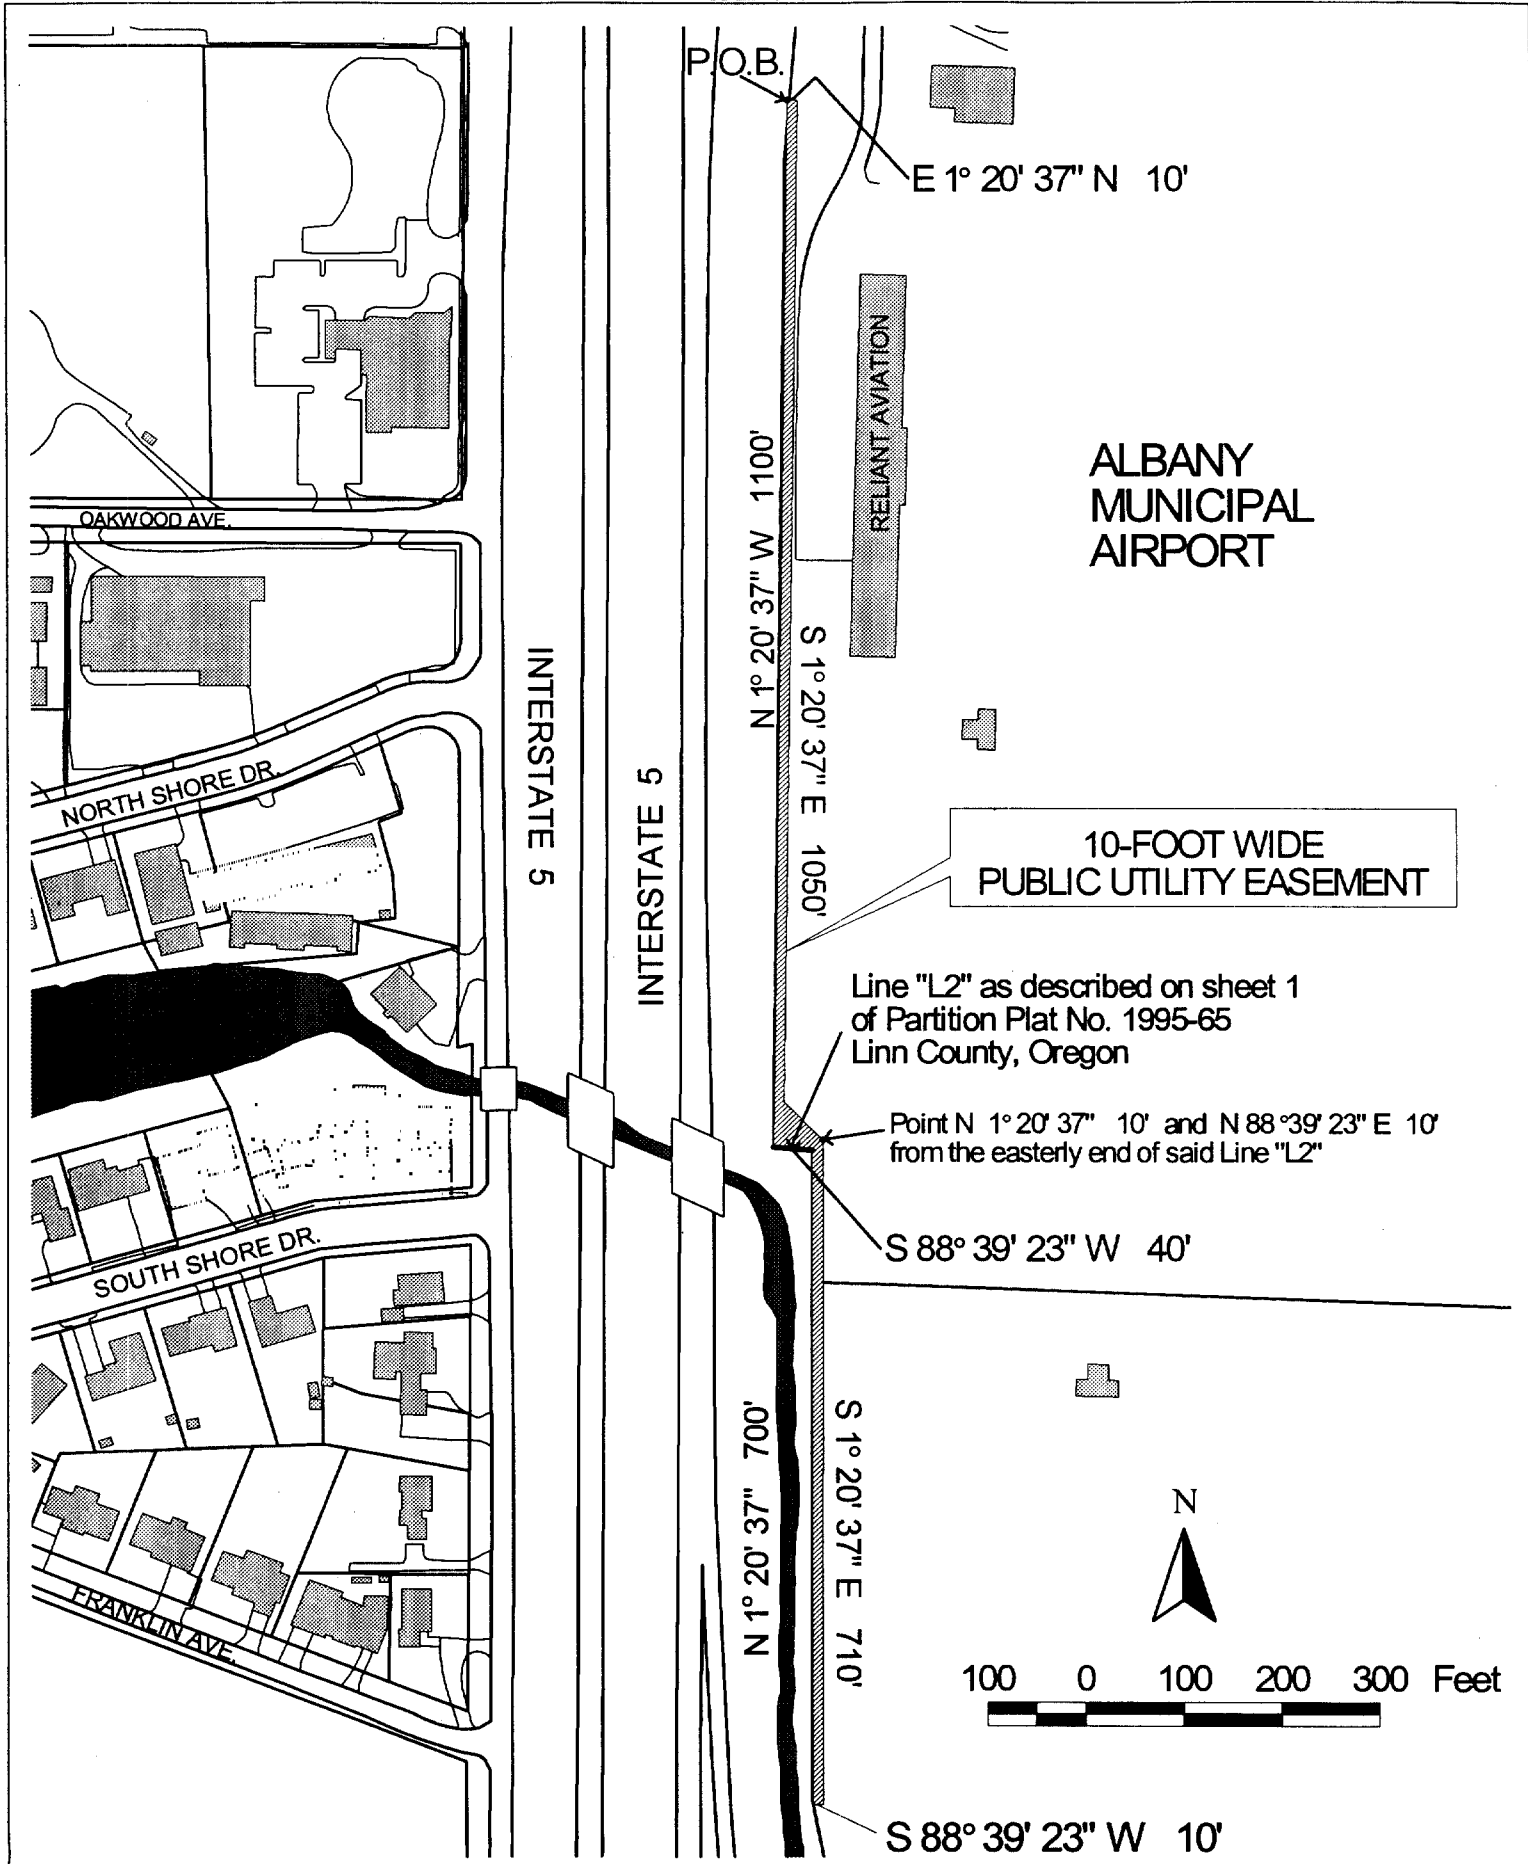 P.O.B.
E 1° 20' 37" N 10'
RELIANT AVIATION
N 1° 20' 37" W 1100'
ALBANY
MUNICIPAL
AIRPORT
OAKWOOD AVE.
S 1° 20' 37" E 1050'
INTERSTATE 5
INTERSTATE 5
NORTH SHORE DR.
10-FOOT WIDE
PUBLIC UTILITY EASEMENT
Line "L2" as described on sheet 1
of Partition Plat No. 1995-65
Linn County, Oregon
Point N 1° 20' 37" 10' and N 88°39' 23" E 10'
from the easterly end of said Line "L2"
S 88° 39' 23" W 40'
SOUTH SHORE DR.
N 1° 20' 37" 700'
S 1° 20' 37" E 710'
N
FRANKLIN AVE.
100 0 100 200 300 Feet
S 88° 39' 23" W 10'